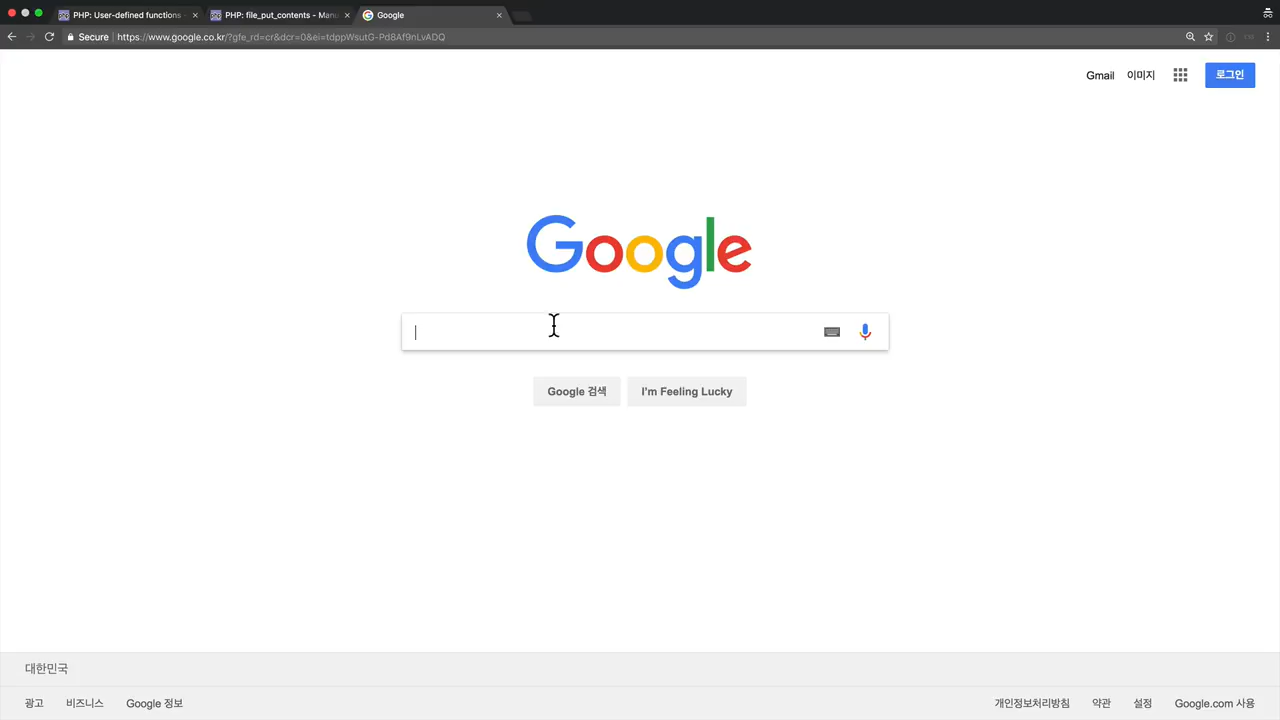 PHP: User-defined functions -
PHP: file_put_contents - Manu
Google
Secure
https://www.google.co.kr/?gfe_rd=cr&dcr=0&ei=tdppWsutG-Pd8Af9nLvADQ
Gmail 이미지 로그인
Google
Google 검색 I'm Feeling Lucky
대한민국
광고 비즈니스 Google 정보 개인정보처리방침 약관 설정 Google.com 사용